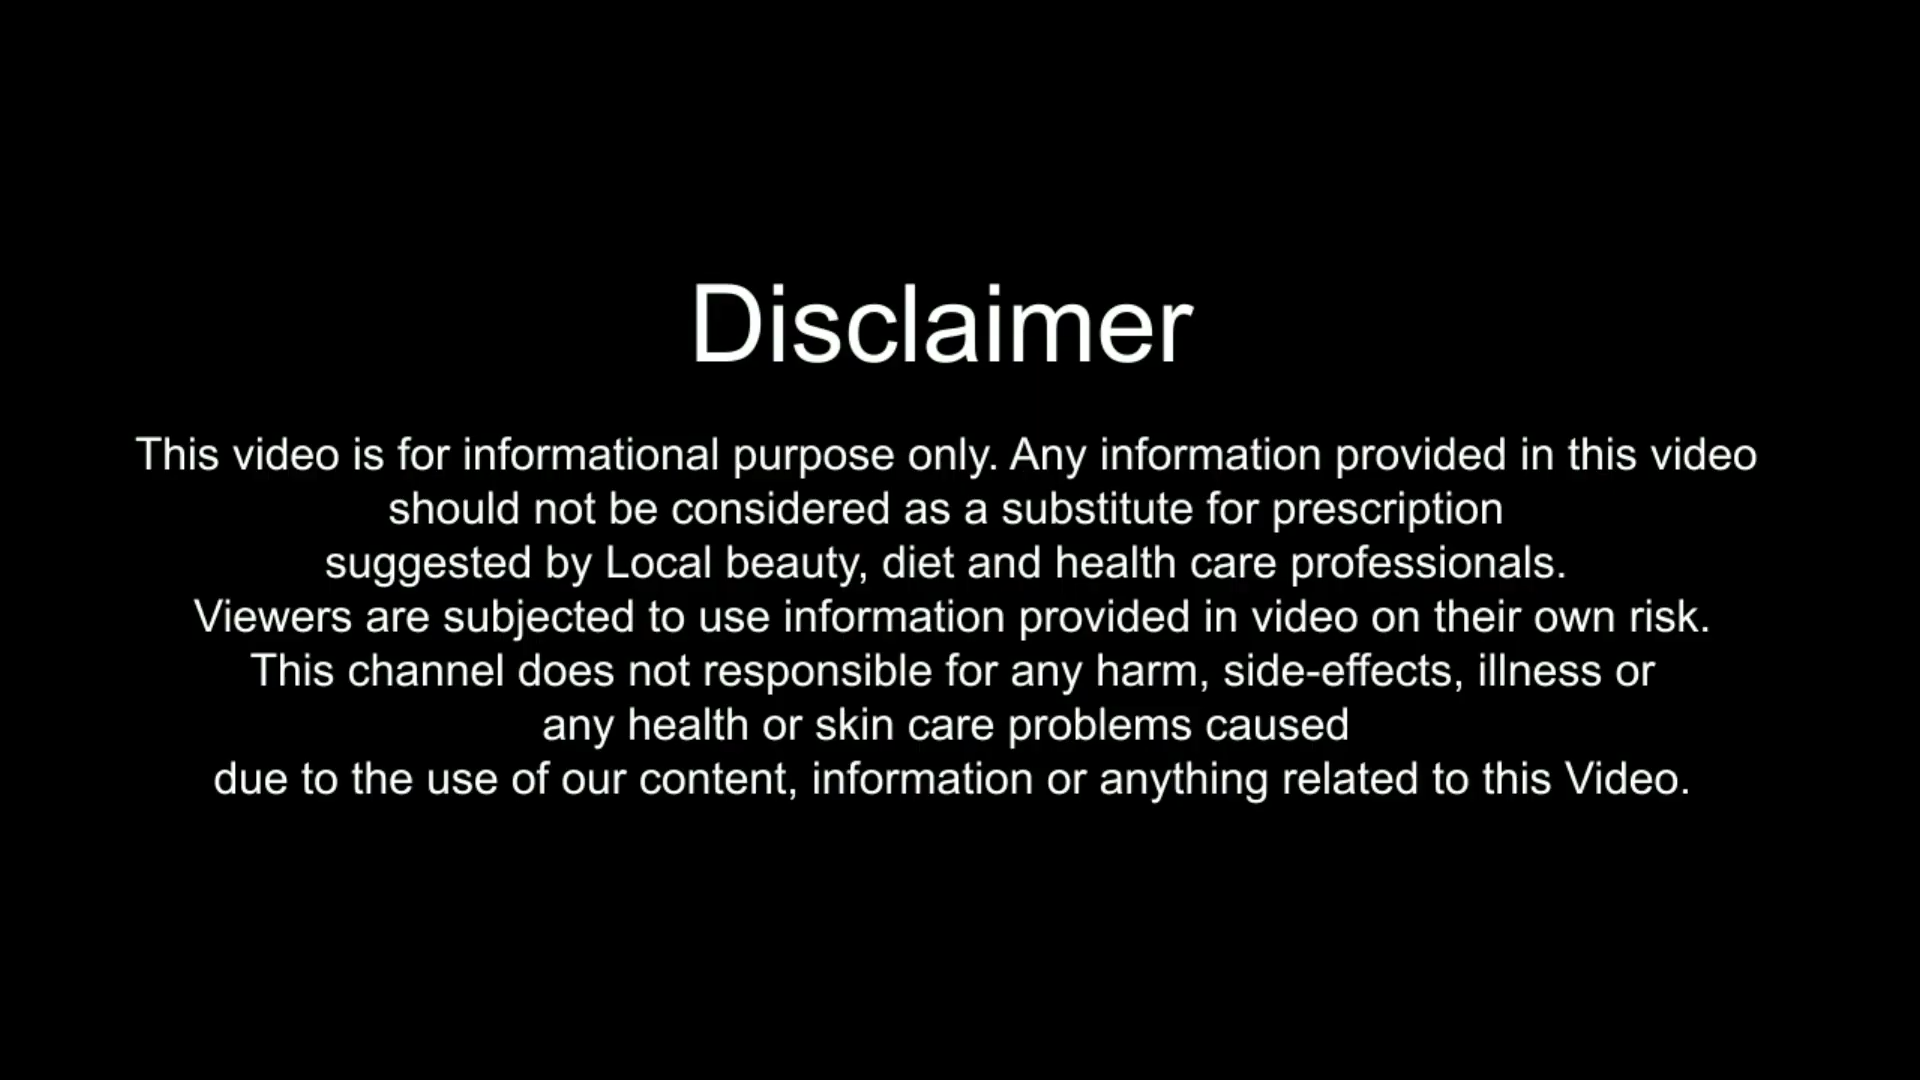 Disclaimer
This video is for informational purpose only. Any information provided in this video
should not be considered as a substitute for prescription
suggested by Local beauty, diet and health care professionals.
Viewers are subjected to use information provided in video on their own risk.
This channel does not responsible for any harm, side-effects, illness or
any health or skin care problems caused
due to the use of our content, information or anything related to this Video.